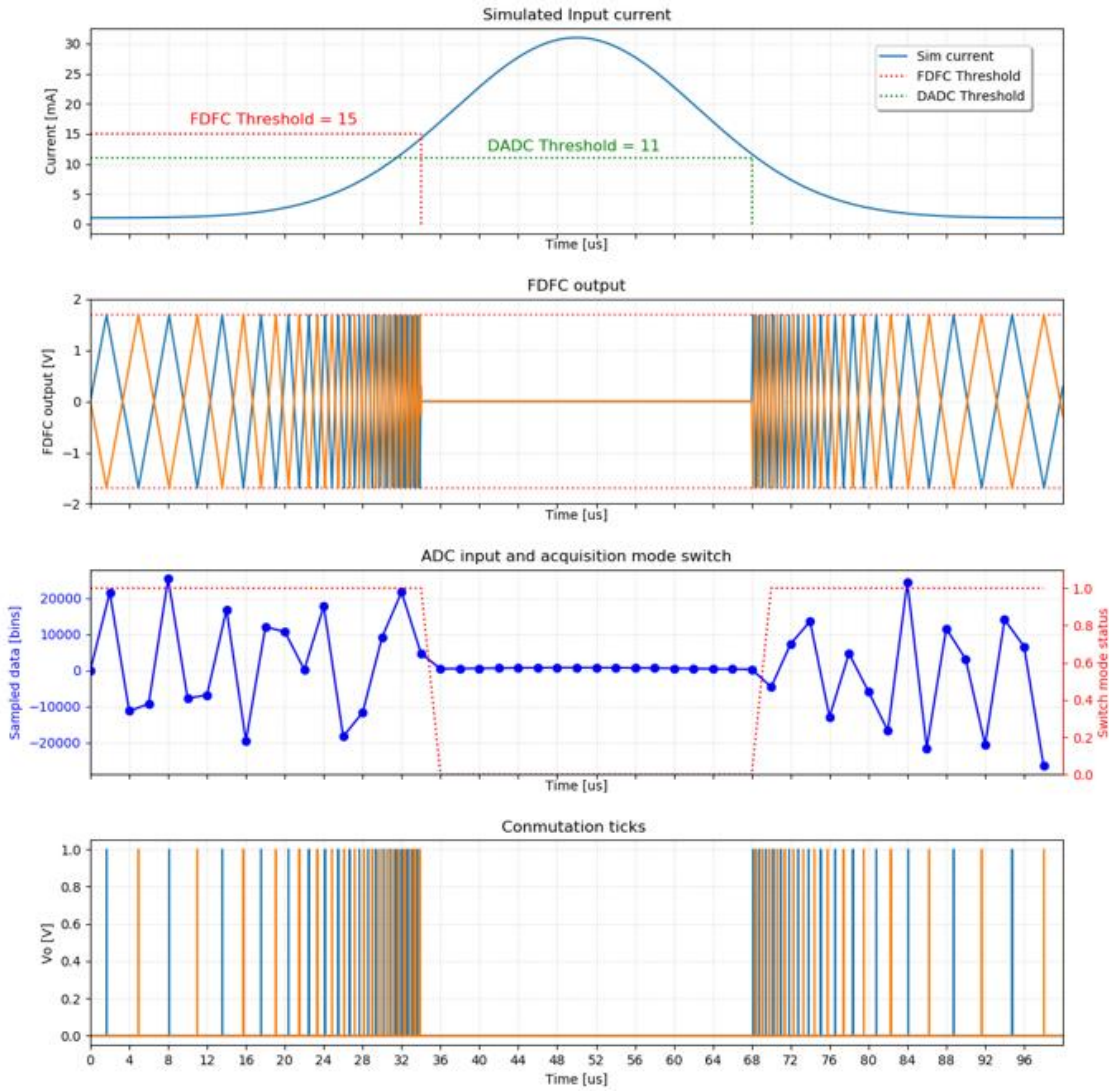 Simulated Input current
30
25
20
15
10
5
0
Current [mA]
FDFC Threshold = 15
DADC Threshold = 11
Sim current
FDFC Threshold
DADC Threshold
Time [us]
FDFC output
2
1
0
−1
−2
FDFC output [V]
Time [us]
ADC input and acquisition mode switch
20000
10000
0
−10000
−20000
Sampled data [bins]
1.0
0.8
0.6
0.4
0.2
0.0
Switch mode status
Time [us]
Conmutation ticks
1.0
0.8
0.6
0.4
0.2
0.0
Vo [V]
0 4 8 12 16 20 24 28 32 36 40 44 48 52 56 60 64 68 72 76 80 84 88 92 96
Time [us]